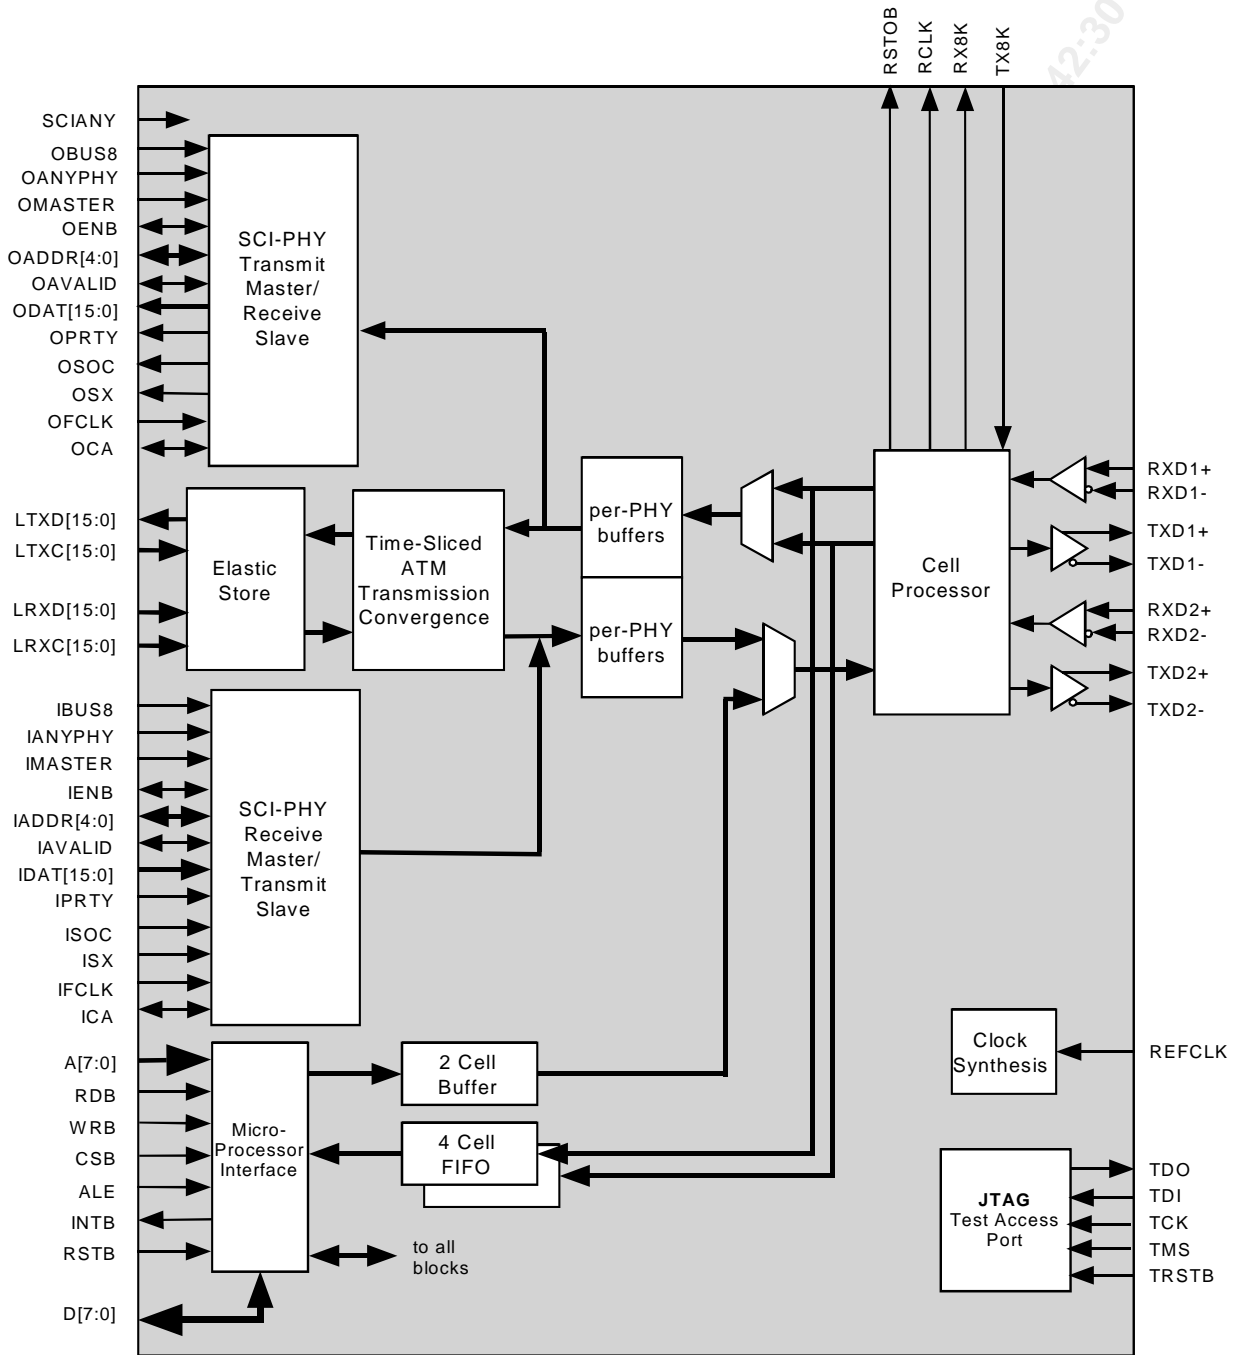 RSTOB
RCLK
RX8K
TX8K
42:30
SCIANY
OBUS8
OANYPHY
OMASTER
OENB
OADDR[4:0]
OAVALID
ODAT[15:0]
OPRTY
OSOC
OSX
OFCLK
OCA
SCI-PHY
Transmit
Master/
Receive
Slave
LTXD[15:0]
LTXC[15:0]
LRXD[15:0]
LRXC[15:0]
Elastic
Store
Time-Sliced
ATM
Transmission
Convergence
per-PHY
buffers
per-PHY
buffers
Cell
Processor
RXD1+
RXD1-
TXD1+
TXD1-
RXD2+
RXD2-
TXD2+
TXD2-
IBUS8
IANYPHY
IMASTER
IENB
IADDR[4:0]
IAVALID
IDAT[15:0]
IPRTY
ISOC
ISX
IFCLK
ICA
SCI-PHY
Receive
Master/
Transmit
Slave
A[7:0]
RDB
WRB
CSB
ALE
INTB
RSTB
D[7:0]
Micro-
Processor
Interface
2 Cell
Buffer
4 Cell
FIFO
to all
blocks
Clock
Synthesis
REFCLK
JTAG
Test Access
Port
TDO
TDI
TCK
TMS
TRSTB